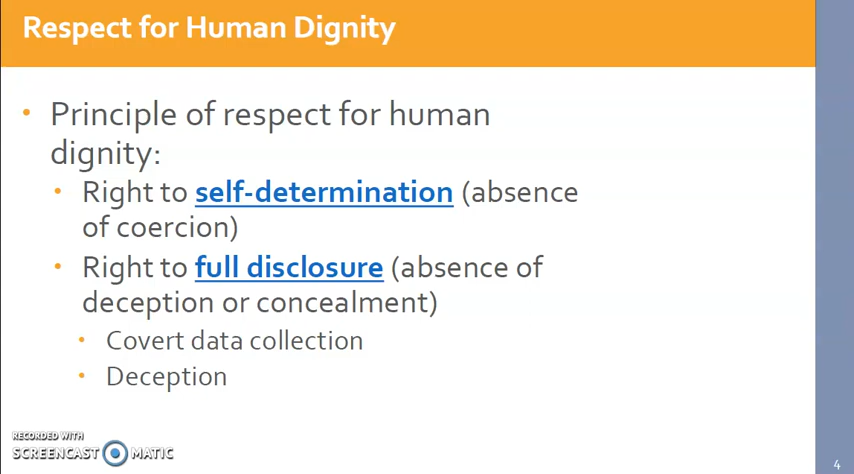 Respect for Human Dignity
• Principle of respect for human
dignity:
• Right to self-determination (absence
of coercion)
• Right to full disclosure (absence of
deception or concealment)
• Covert data collection
• Deception
RECORDED WITH
SCREENCAST MATIC
4